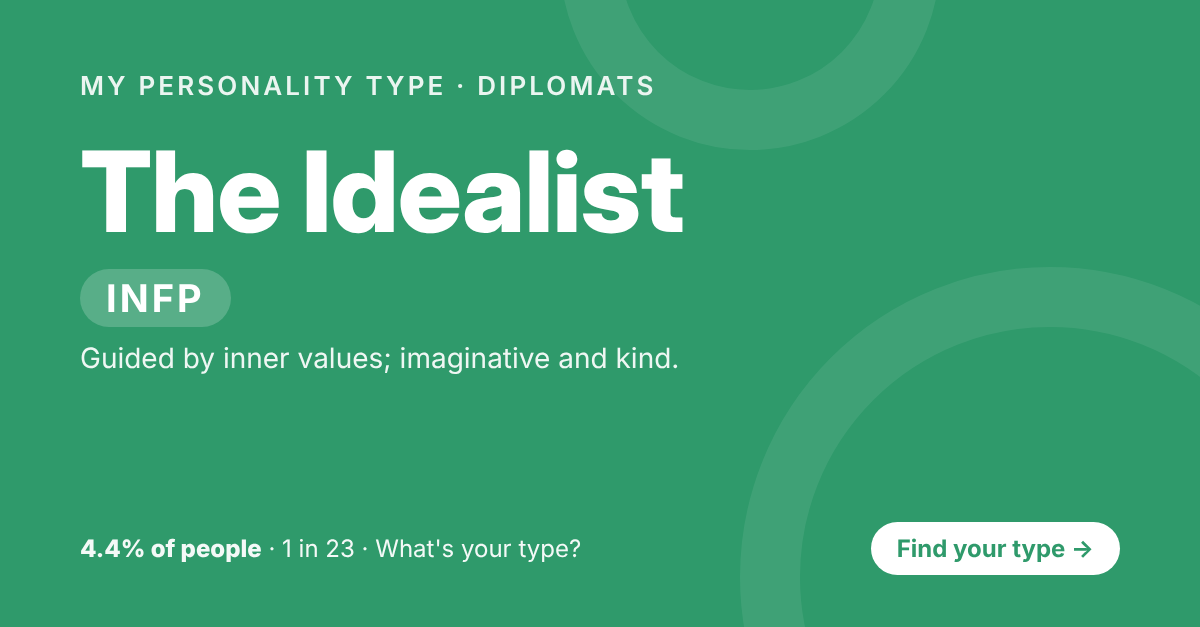 MY PERSONALITY TYPE · DIPLOMATS
The Idealist
INFP
Guided by inner values; imaginative and kind.
4.4% of people · 1 in 23 · What's your type?
Find your type →